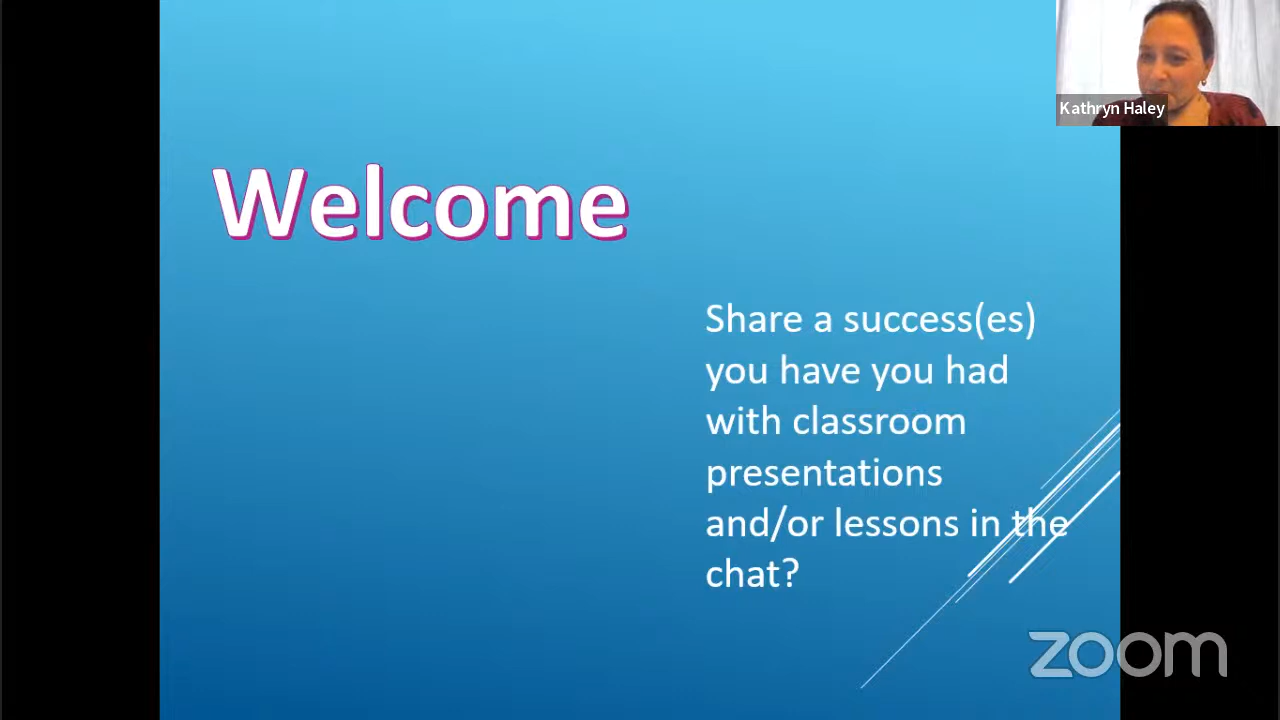 Kathryn Haley
Welcome
Share a success(es)
you have you had
with classroom
presentations
and/or lessons in the
chat?
zoom